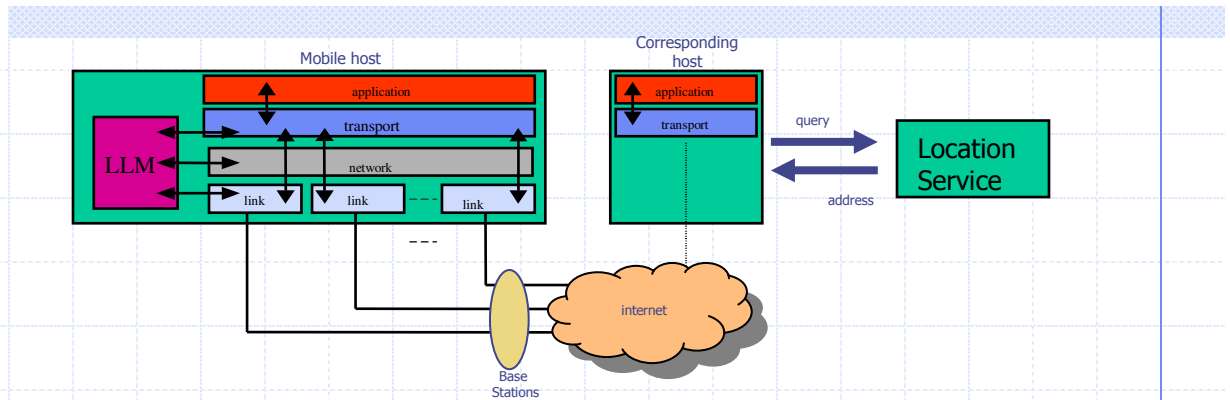 Mobile host
Corresponding
host
application
transport
LLM
network
link
link
link
application
transport
query
address
Location
Service
internet
Base
Stations